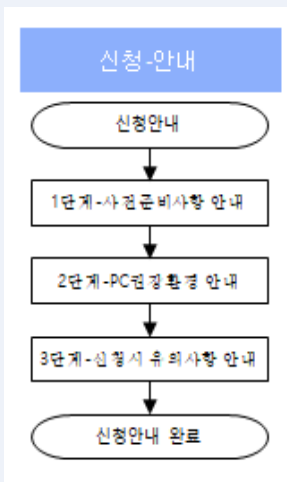 신청-안내
신청안내
1단계-사전준비사항 안내
2단계-PC권장환경 안내
3단계-신청시 유의사항 안내
신청안내 완료